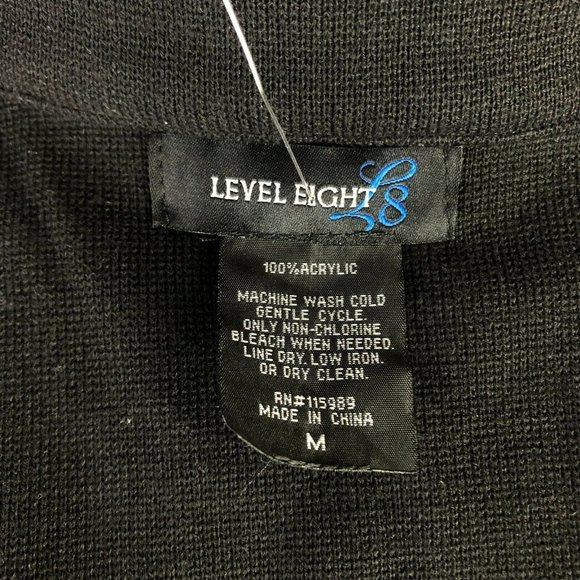 LEVEL EIGHT L8
100% ACRYLIC
MACHINE WASH COLD
GENTLE CYCLE.
ONLY NON-CHLORINE
BLEACH WHEN NEEDED.
LINE DRY. LOW IRON.
OR DRY CLEAN.
RN#115989
MADE IN CHINA
M